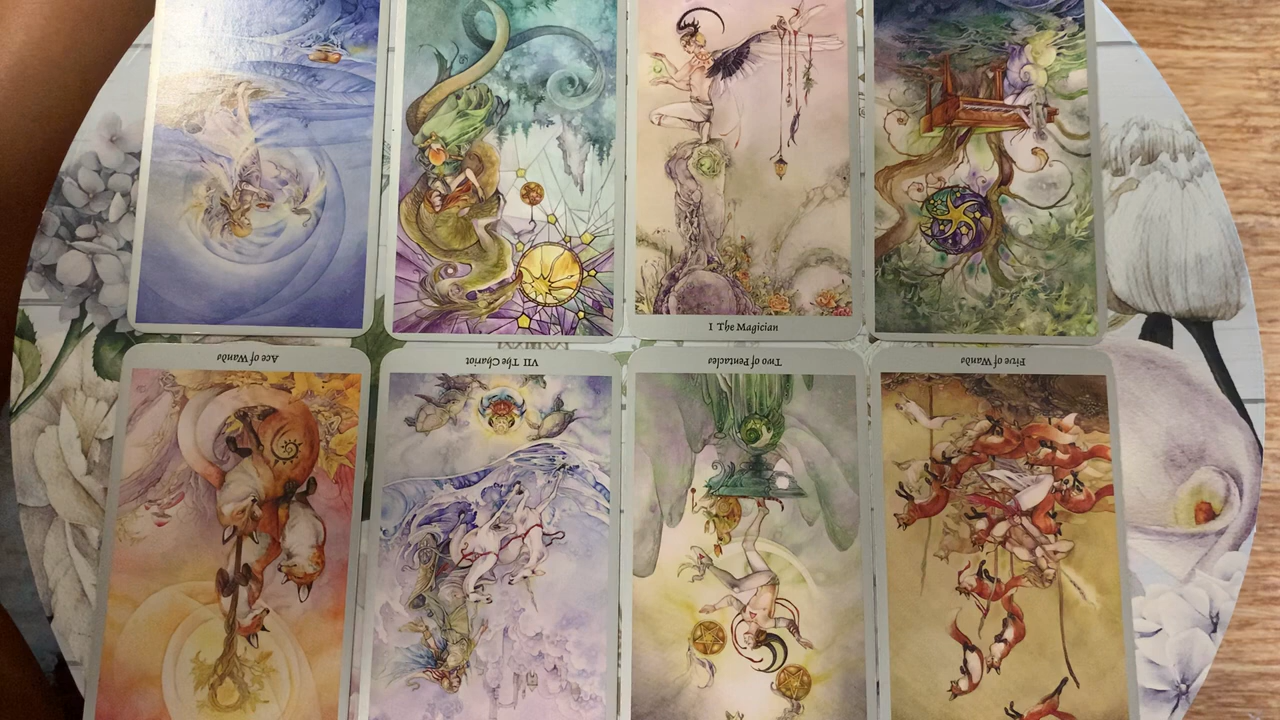 I The Magician
Ace of Wands
VII The Chariot
Two of Pentacles
Five of Wands